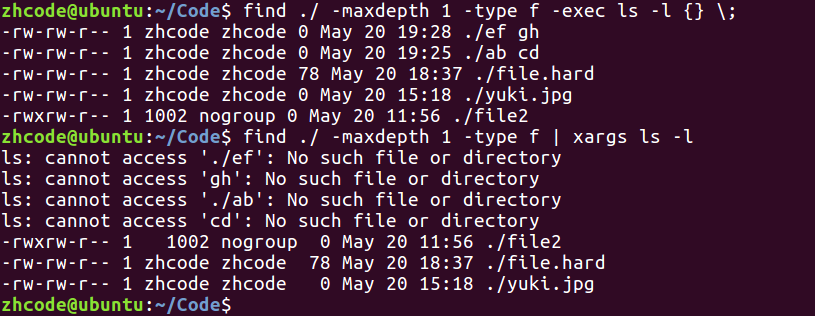 zhcode@ubuntu:~/Code$ find ./ -maxdepth 1 -type f -exec ls -l {} \;
-rw-rw-r-- 1 zhcode zhcode 0 May 20 19:28 ./ef gh
-rw-rw-r-- 1 zhcode zhcode 0 May 20 19:25 ./ab cd
-rw-rw-r-- 1 zhcode zhcode 78 May 20 18:37 ./file.hard
-rw-rw-r-- 1 zhcode zhcode 0 May 20 15:18 ./yuki.jpg
-rwxrw-r-- 1 1002 nogroup 0 May 20 11:56 ./file2
zhcode@ubuntu:~/Code$ find ./ -maxdepth 1 -type f | xargs ls -l
ls: cannot access './ef': No such file or directory
ls: cannot access 'gh': No such file or directory
ls: cannot access './ab': No such file or directory
ls: cannot access 'cd': No such file or directory
-rwxrw-r-- 1   1002 nogroup  0 May 20 11:56 ./file2
-rw-rw-r-- 1 zhcode zhcode  78 May 20 18:37 ./file.hard
-rw-rw-r-- 1 zhcode zhcode   0 May 20 15:18 ./yuki.jpg
zhcode@ubuntu:~/Code$